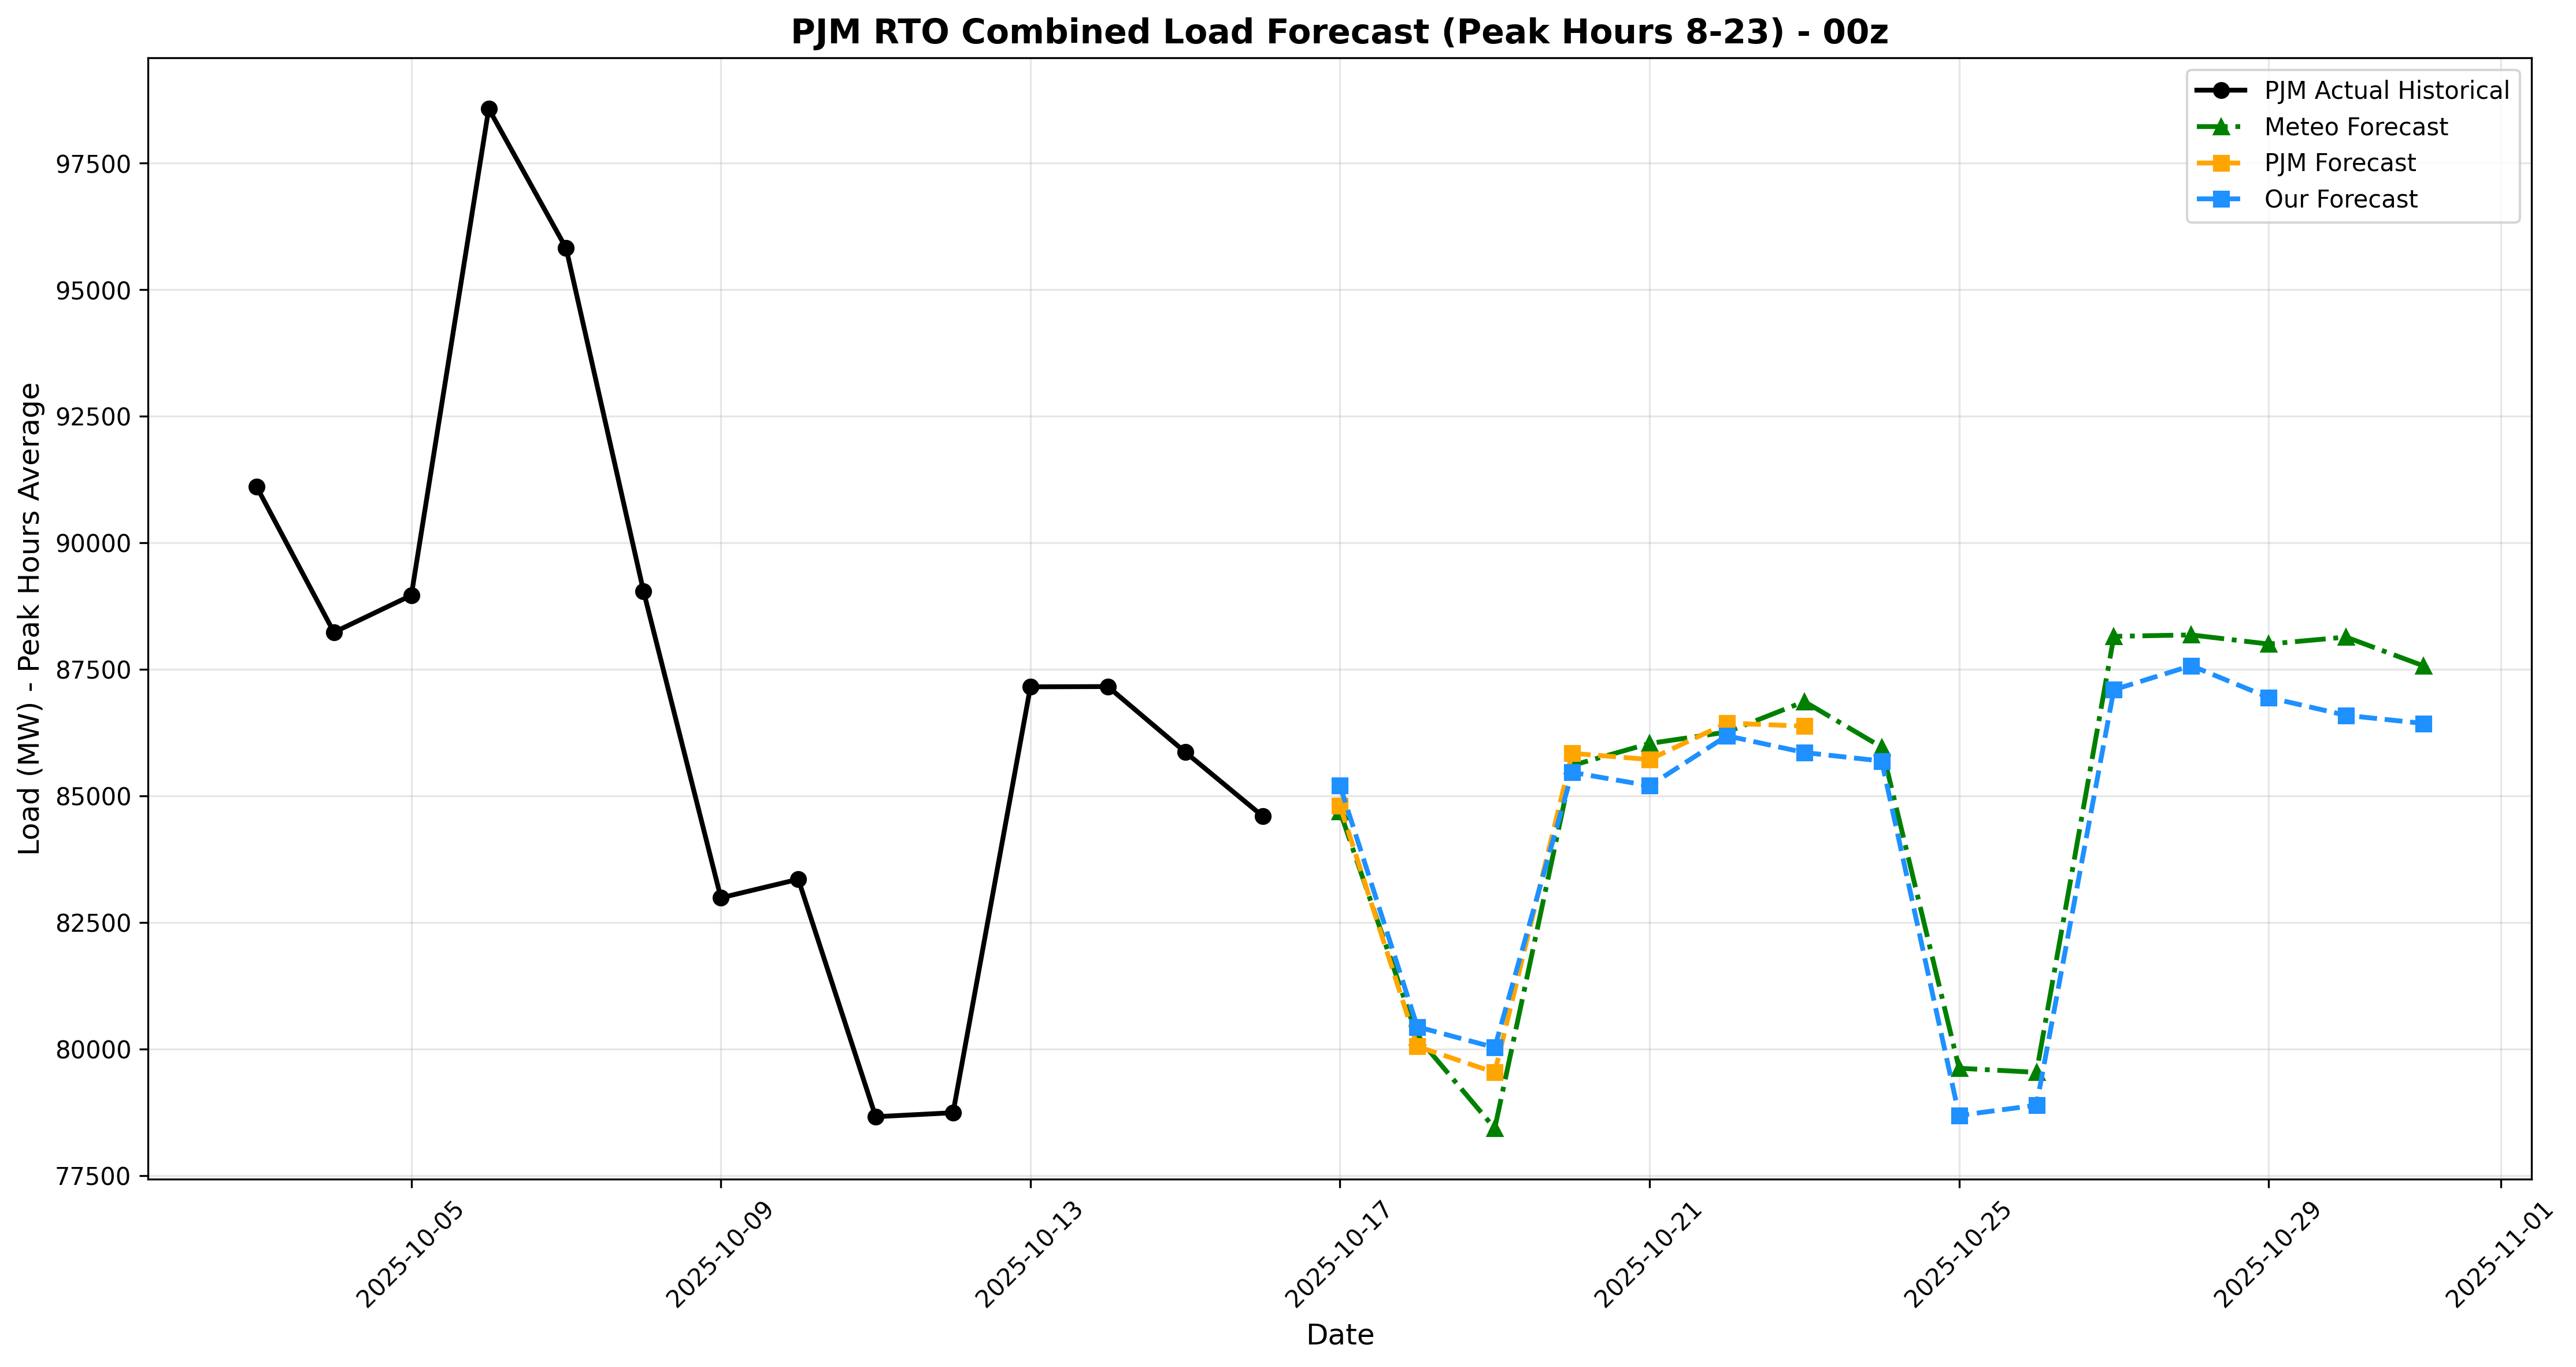 PJM RTO Combined Load Forecast (Peak Hours 8-23) - 00z
PJM Actual Historical
Meteo Forecast
PJM Forecast
Our Forecast
Load (MW) - Peak Hours Average
97500
95000
92500
90000
87500
85000
82500
80000
77500
2025-10-05
2025-10-09
2025-10-13
2025-10-17
2025-10-21
2025-10-25
2025-10-29
2025-11-01
Date